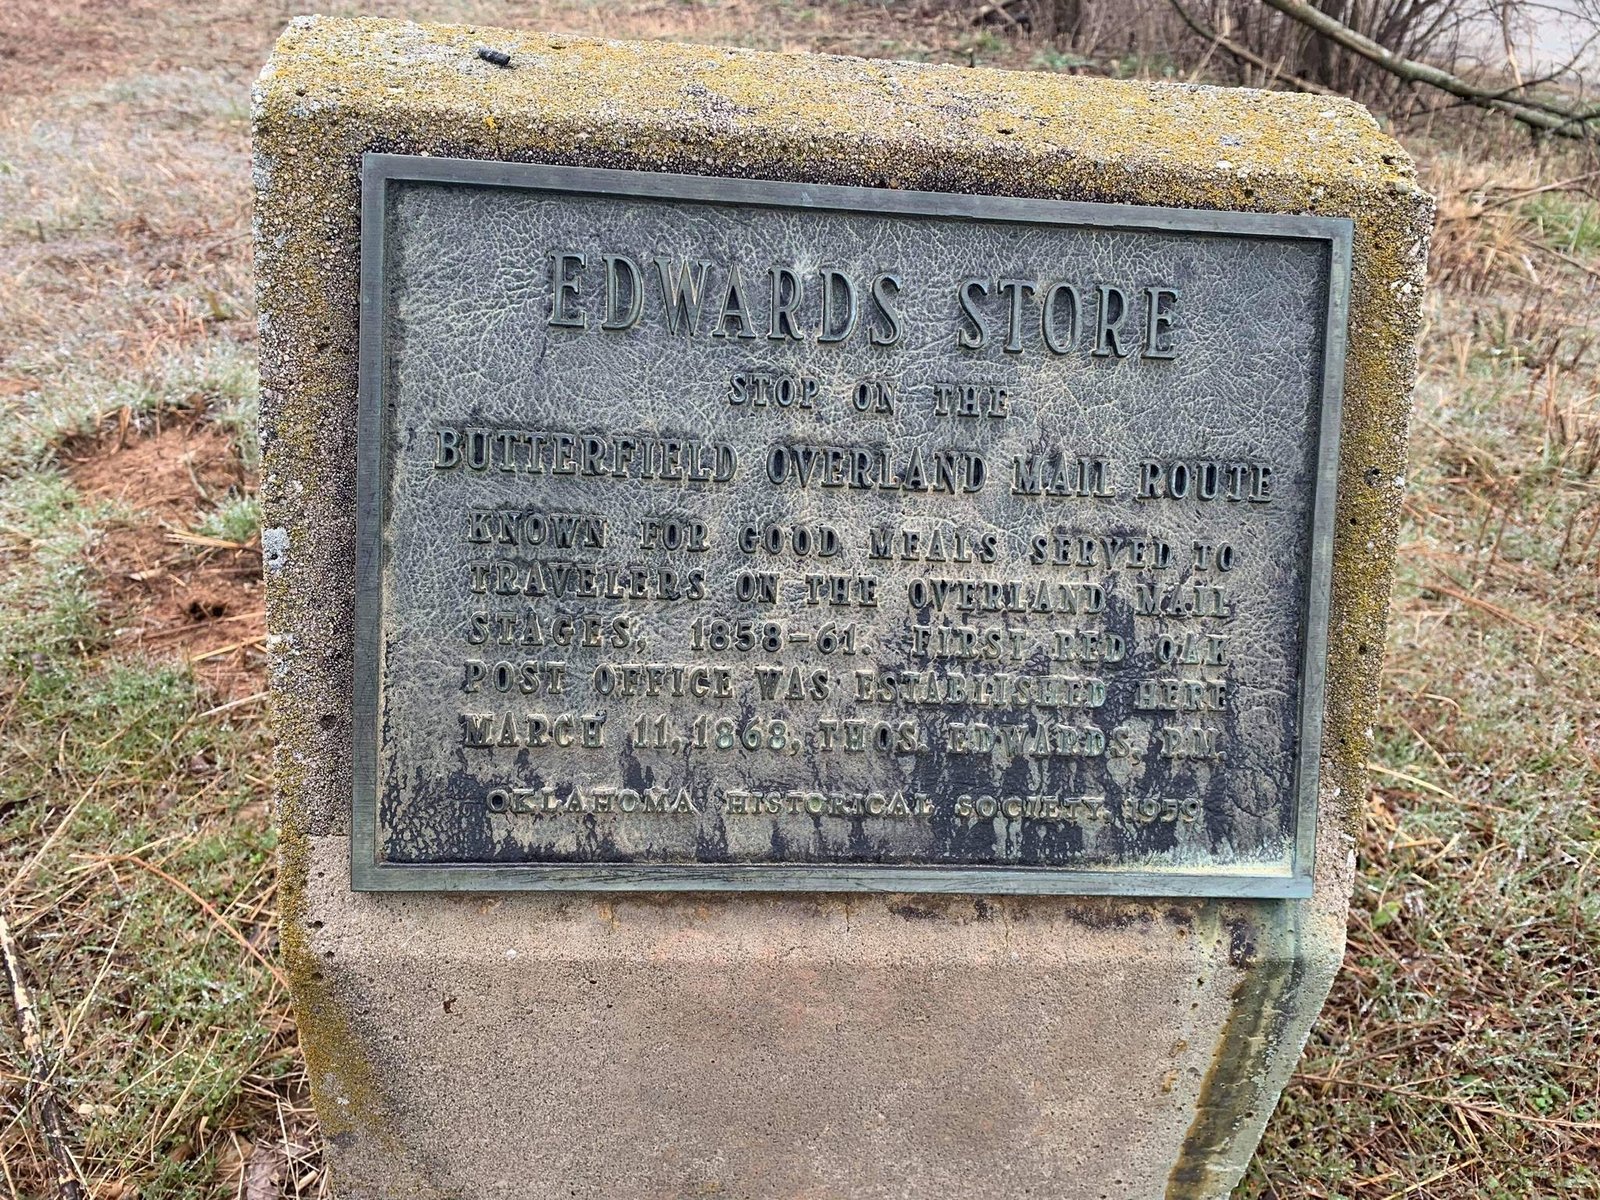 EDWARDS STORE
STOP ON THE
BUTTERFIELD OVERLAND MAIL ROUTE
KNOWN FOR GOOD MEALS SERVED TO
TRAVELERS ON THE OVERLAND MAIL
STAGES, 1858-61. FIRST RED OAK
POST OFFICE WAS ESTABLISHED HERE
MARCH 11, 1868, THOS. EDWARDS, P.M.
OKLAHOMA HISTORICAL SOCIETY 1959